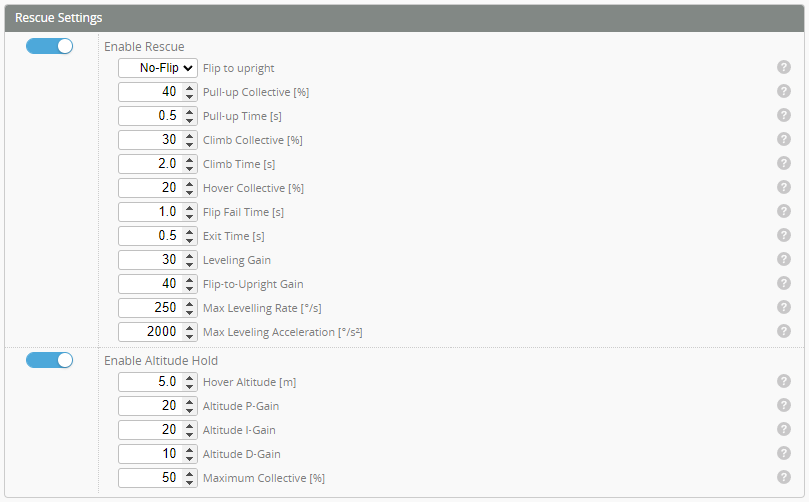 Rescue Settings
Enable Rescue
No-Flip Flip to upright ?
40 Pull-up Collective [%] ?
0.5 Pull-up Time [s] ?
30 Climb Collective [%] ?
2.0 Climb Time [s] ?
20 Hover Collective [%] ?
1.0 Flip Fail Time [s] ?
0.5 Exit Time [s] ?
30 Leveling Gain ?
40 Flip-to-Upright Gain ?
250 Max Levelling Rate [°/s] ?
2000 Max Leveling Acceleration [°/s²] ?
Enable Altitude Hold
5.0 Hover Altitude [m] ?
20 Altitude P-Gain ?
20 Altitude I-Gain ?
10 Altitude D-Gain ?
50 Maximum Collective [%] ?